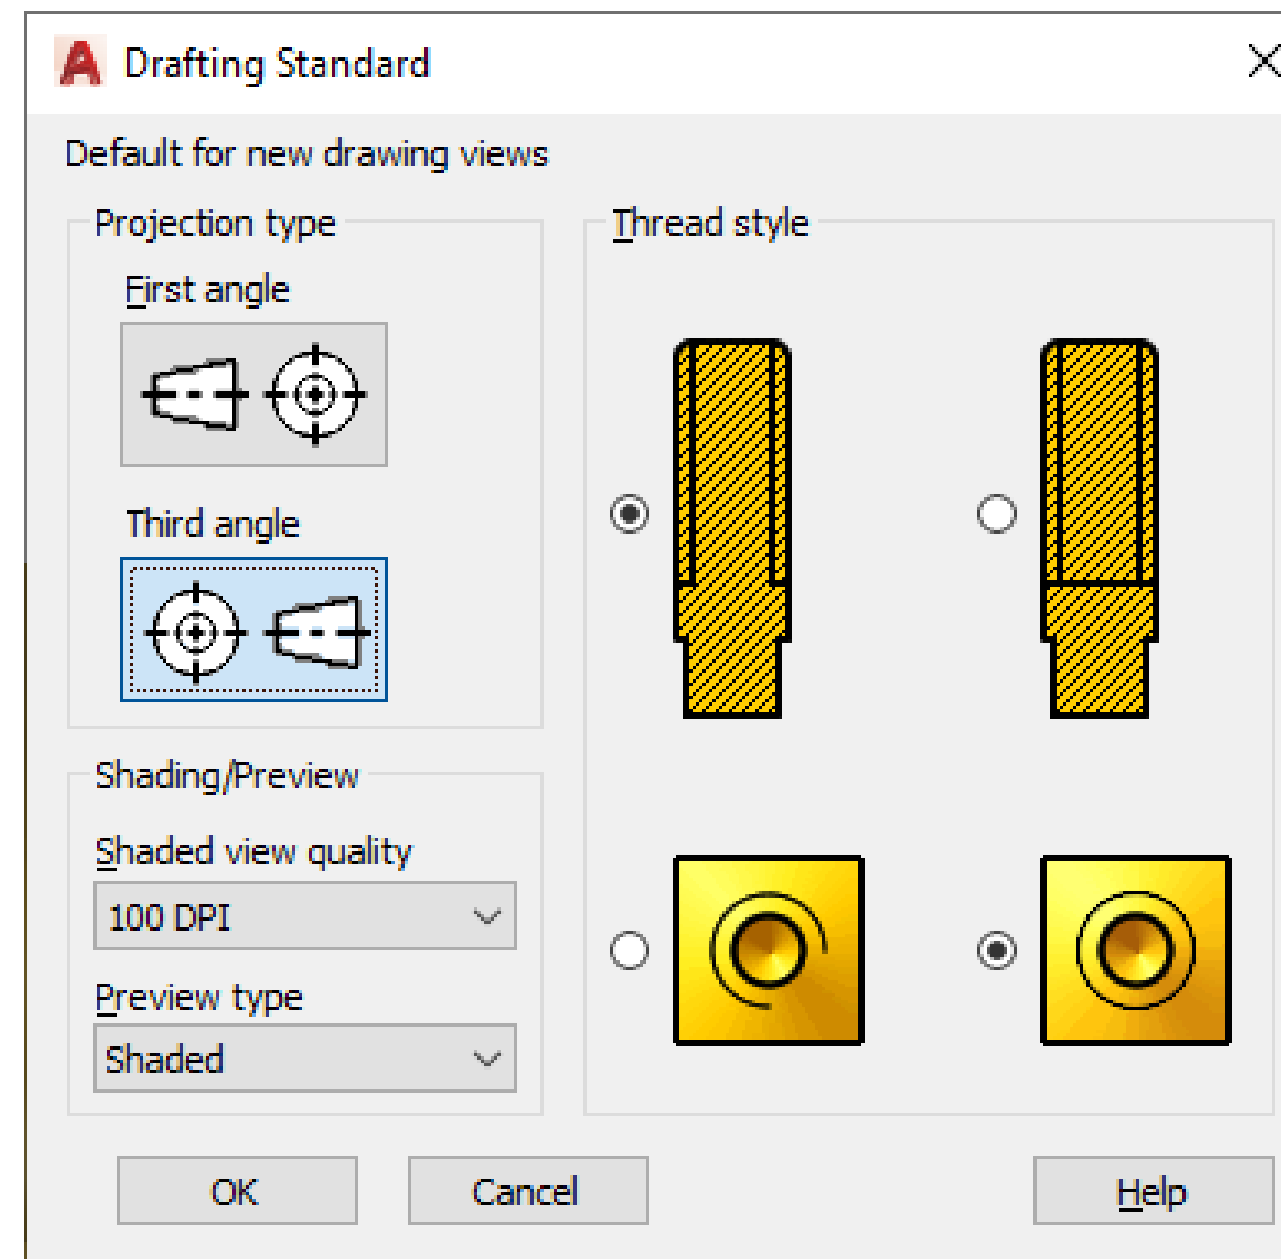 Drafting Standard
Default for new drawing views
Projection type
First angle
Third angle
Thread style
Shading/Preview
Shaded view quality
100 DPI
Preview type
Shaded
OK
Cancel
Help